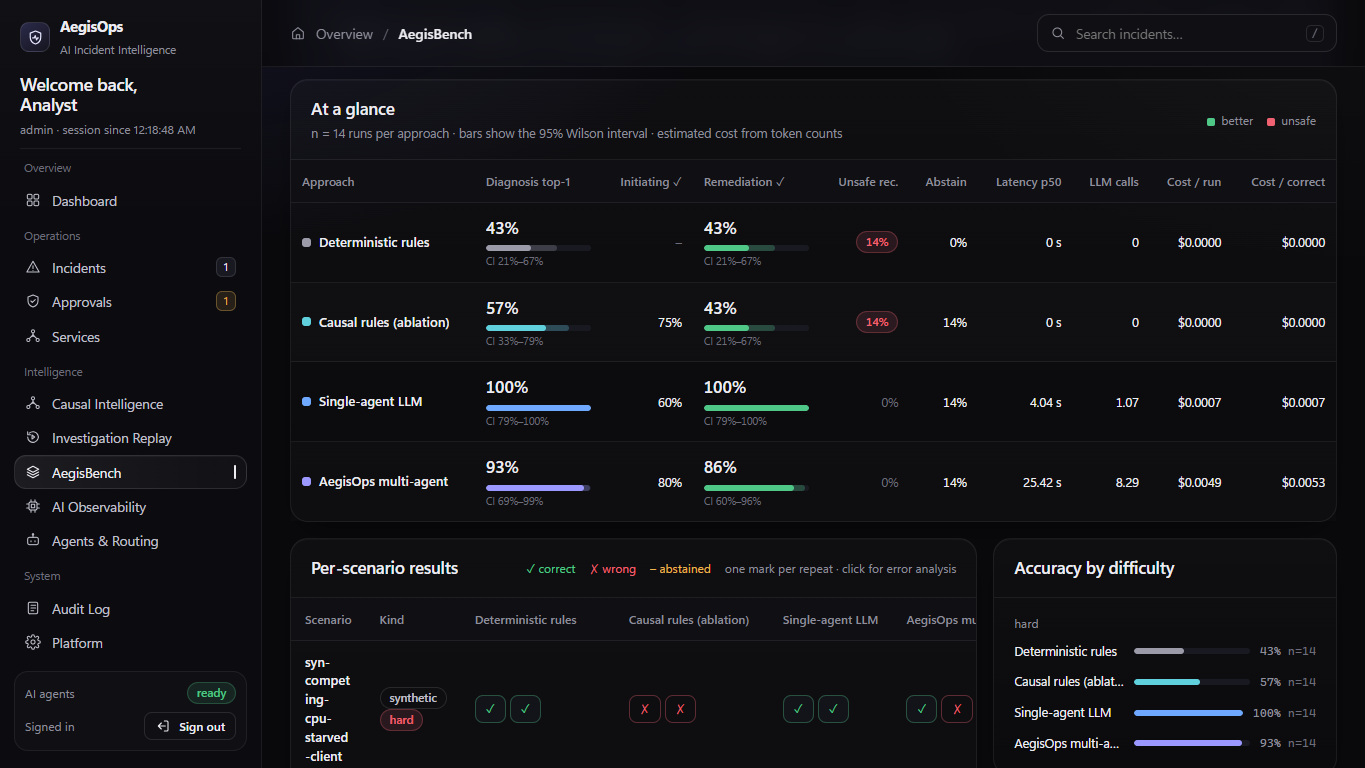 AegisOps
AI Incident Intelligence
Welcome back,
Analyst
admin · session since 12:18:48 AM
Overview
Dashboard
Operations
Incidents 1
Approvals 1
Services
Intelligence
Causal Intelligence
Investigation Replay
AegisBench
AI Observability
Agents & Routing
System
Audit Log
Platform
AI agents ready
Signed in Sign out
Overview / AegisBench
Search incidents... /
At a glance
n = 14 runs per approach · bars show the 95% Wilson interval · estimated cost from token counts
better unsafe
Approach Diagnosis top-1 Initiating ✓ Remediation ✓ Unsafe rec. Abstain Latency p50 LLM calls Cost / run Cost / correct
Deterministic rules 43% – 43% 14% 0% 0 s 0 $0.0000 $0.0000
CI 21%–67% CI 21%–67%
Causal rules (ablation) 57% 75% 43% 14% 14% 0 s 0 $0.0000 $0.0000
CI 33%–79% CI 21%–67%
Single-agent LLM 100% 60% 100% 0% 14% 4.04 s 1.07 $0.0007 $0.0007
CI 79%–100% CI 79%–100%
AegisOps multi-agent 93% 80% 86% 0% 14% 25.42 s 8.29 $0.0049 $0.0053
CI 69%–99% CI 60%–96%
Per-scenario results ✓ correct ✗ wrong – abstained one mark per repeat · click for error analysis
Scenario Kind Deterministic rules Causal rules (ablation) Single-agent LLM AegisOps mu
syn-
compet
ing-
cpu-
starved
-client
synthetic
hard
✓ ✓ ✗ ✗ ✓ ✓ ✓ ✗
Accuracy by difficulty
hard
Deterministic rules 43% n=14
Causal rules (ablat... 57% n=14
Single-agent LLM 100% n=14
AegisOps multi-a... 93% n=14